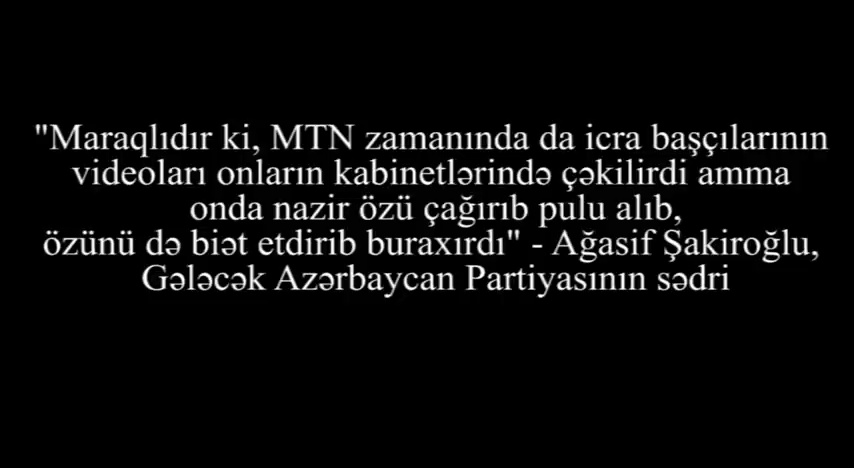 "Maraqlıdır ki, MTN zamanında da icra başçılarının
videoları onların kabinetlərində çəkilirdi amma
onda nazir özü çağırıb pulu alıb,
özünü də biət etdirib buraxırdı" - Ağasif Şakiroğlu,
Gələcək Azərbaycan Partiyasının sədri